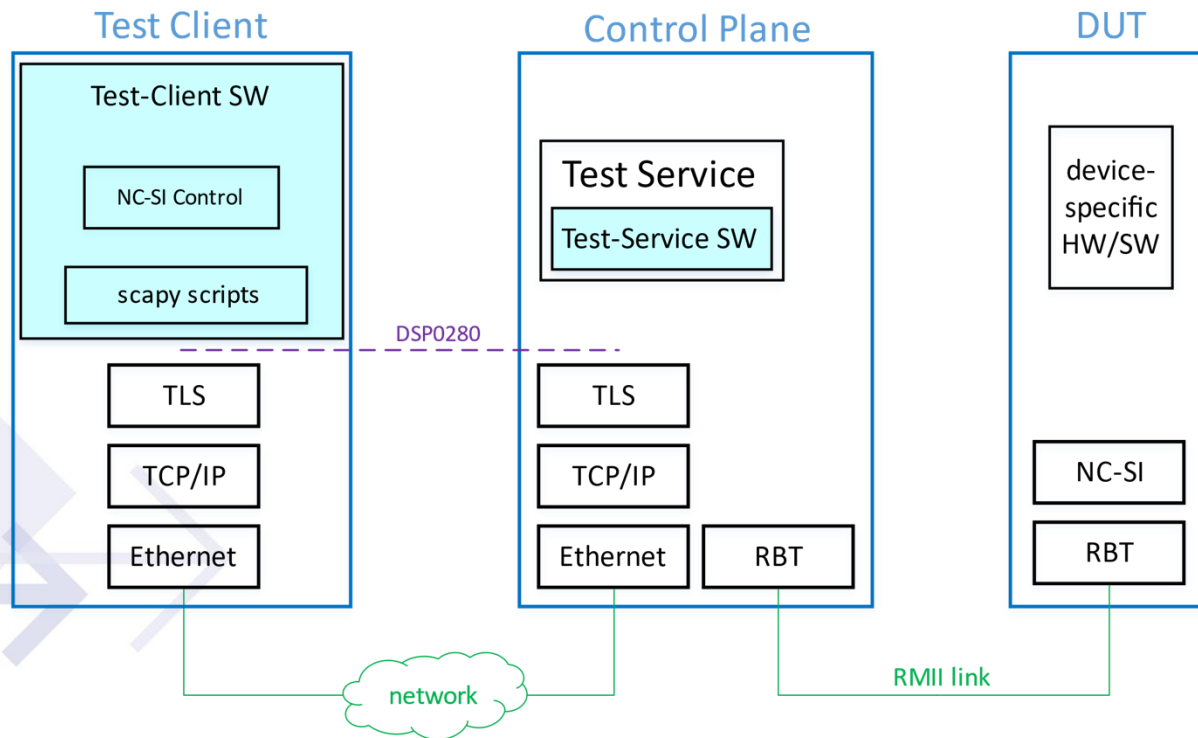 Test Client
Control Plane
DUT
Test-Client SW
NC-SI Control
scapy scripts
Test Service
Test-Service SW
device-
specific
HW/SW
DSP0280
TLS
TCP/IP
Ethernet
TLS
TCP/IP
Ethernet
RBT
NC-SI
RBT
network
RMII link